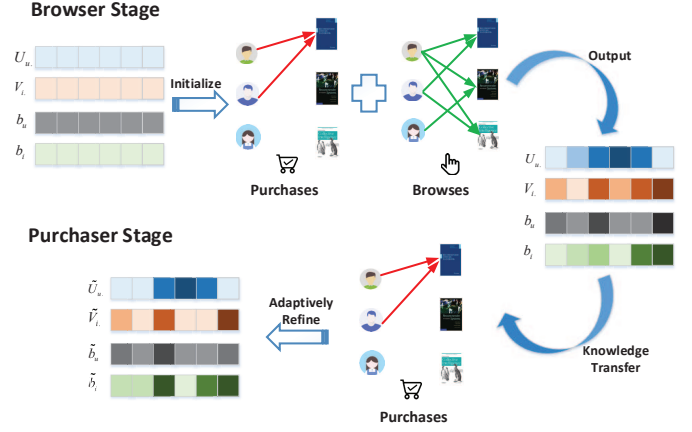 Browser Stage
U_u.
V_i.
b_u
b_i
Initialize
Purchases
Browses
Output
U_u.
V_i.
b_u
b_i
Knowledge
Transfer
Purchaser Stage
Ũ_u.
Ṽ_i.
b̃_u
b̃_i
Adaptively
Refine
Purchases